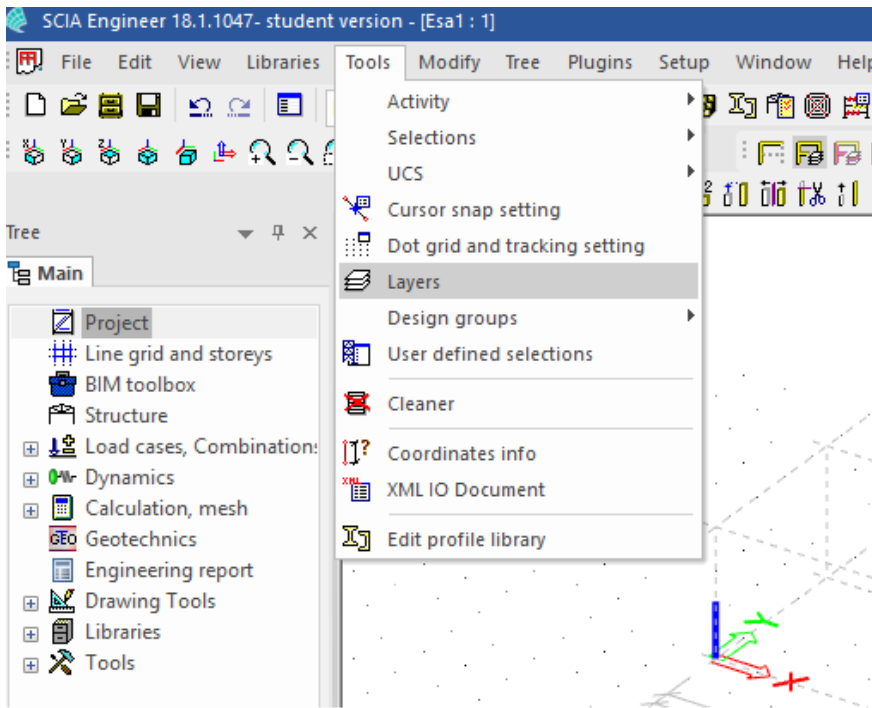 SCIA Engineer 18.1.1047- student version - [Esa1 : 1]
File Edit View Libraries Tools Modify Tree Plugins Setup Window Help
Activity
Selections
UCS
Cursor snap setting
Dot grid and tracking setting
Layers
Design groups
User defined selections
Cleaner
Coordinates info
XML IO Document
Edit profile library
Tree
Main
Project
Line grid and storeys
BIM toolbox
Structure
Load cases, Combinations
Dynamics
Calculation, mesh
GEO Geotechnics
Engineering report
Drawing Tools
Libraries
Tools
Y
X